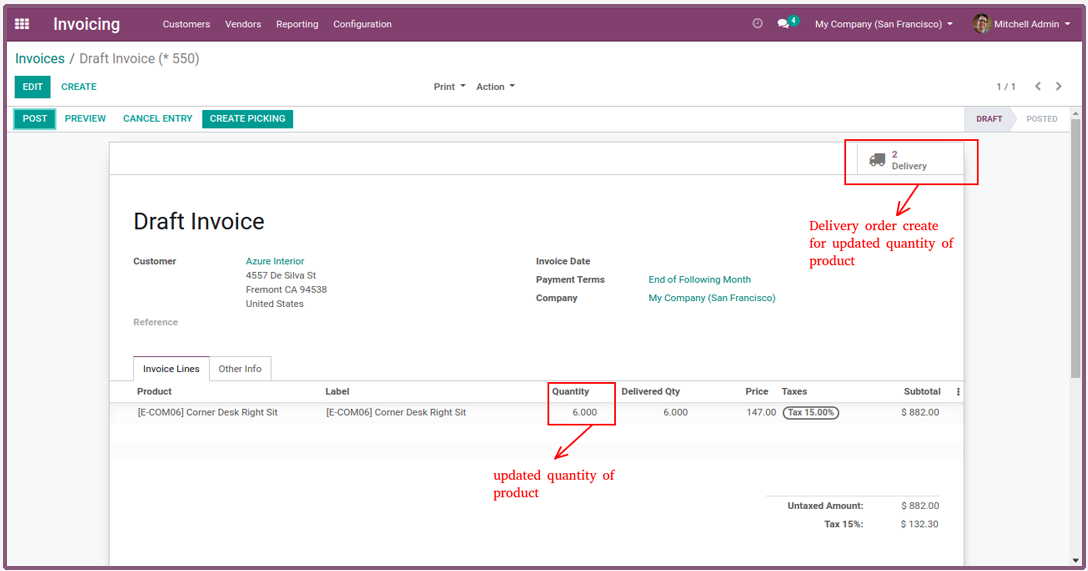 Invoicing Customers Vendors Reporting Configuration 4 My Company (San Francisco) Mitchell Admin
Invoices / Draft Invoice (* 550)
EDIT CREATE Print Action 1 / 1
POST PREVIEW CANCEL ENTRY CREATE PICKING DRAFT POSTED
2
Delivery
Delivery order create
for updated quantity of
product
Draft Invoice
Customer Azure Interior Invoice Date
4557 De Silva St
Fremont CA 94538
United States
Payment Terms End of Following Month
Company My Company (San Francisco)
Reference
Invoice Lines Other Info
Product Label Quantity Delivered Qty Price Taxes Subtotal
[E-COM06] Corner Desk Right Sit [E-COM06] Corner Desk Right Sit 6.000 6.000 147.00 Tax 15.00% $ 882.00
updated quantity of
product
Untaxed Amount: $ 882.00
Tax 15%: $ 132.30